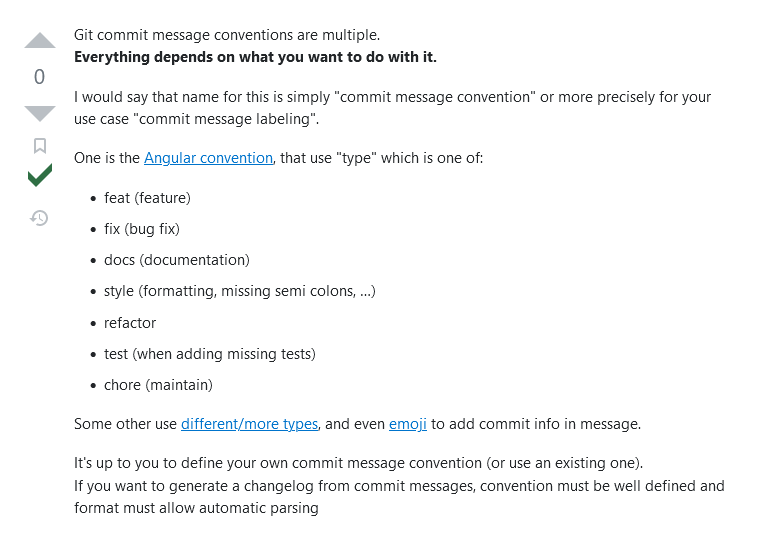 Git commit message conventions are multiple.
Everything depends on what you want to do with it.
0
I would say that name for this is simply "commit message convention" or more precisely for your
use case "commit message labeling".
One is the Angular convention, that use "type" which is one of:
• feat (feature)
• fix (bug fix)
• docs (documentation)
• style (formatting, missing semi colons, …)
• refactor
• test (when adding missing tests)
• chore (maintain)
Some other use different/more types, and even emoji to add commit info in message.
It's up to you to define your own commit message convention (or use an existing one).
If you want to generate a changelog from commit messages, convention must be well defined and
format must allow automatic parsing